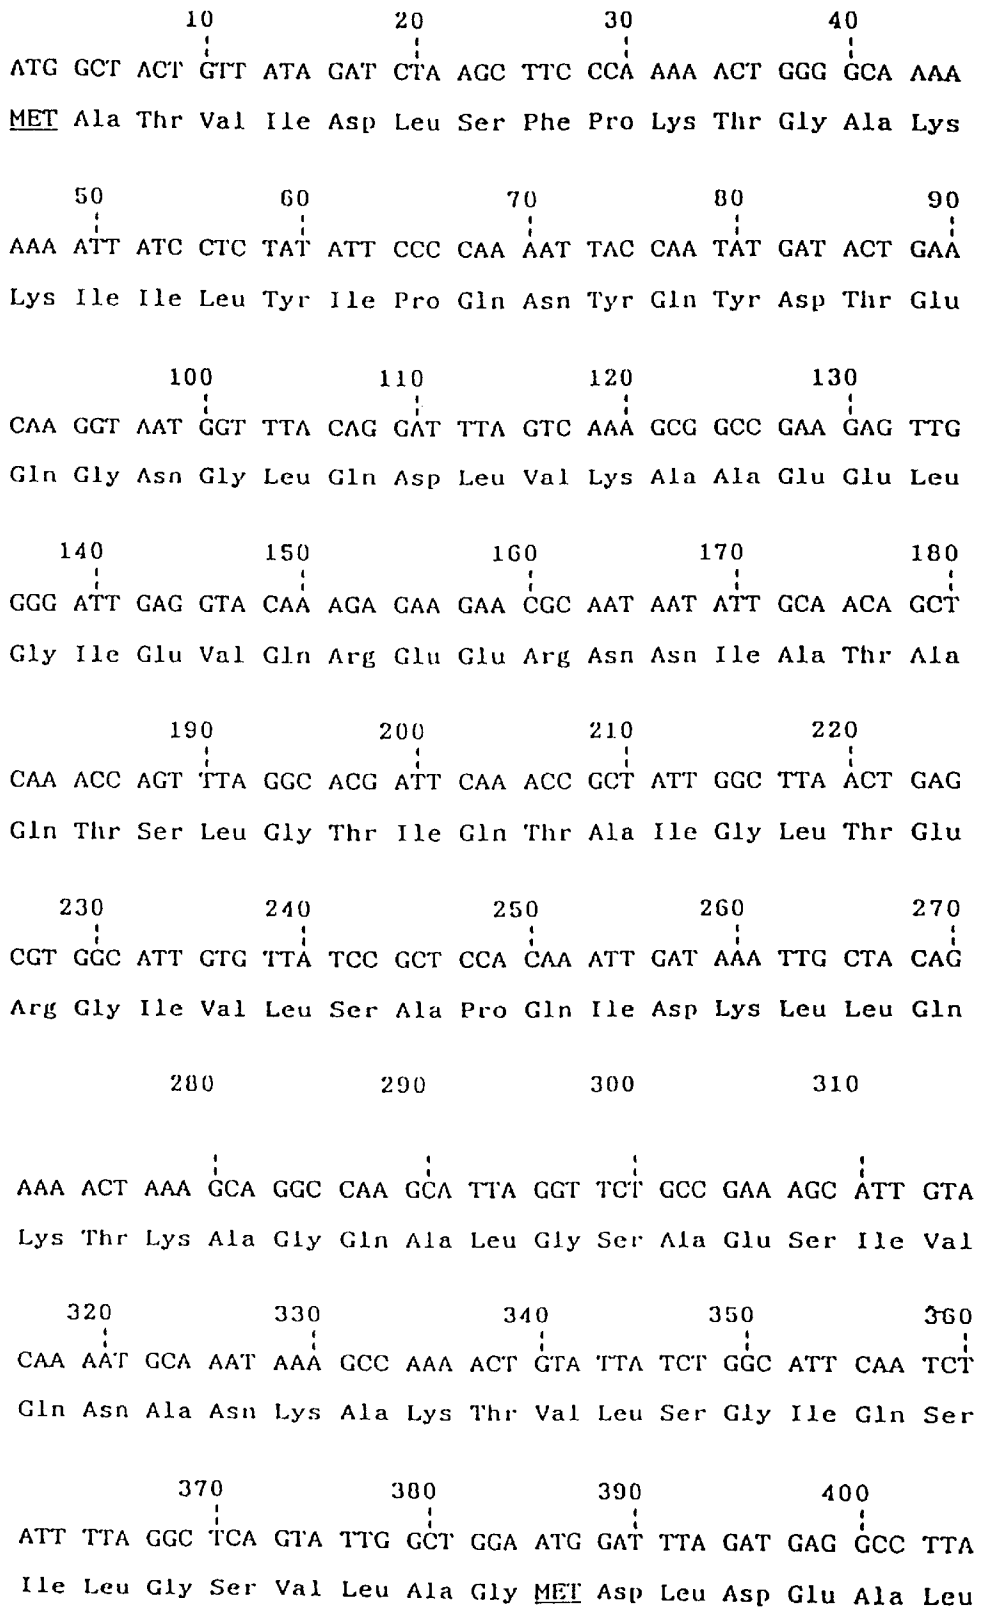 10 20 30 40
ATG GCT ACT GTT ATA GAT CTA AGC TTC CCA AAA ACT GGG GCA AAA
MET Ala Thr Val Ile Asp Leu Ser Phe Pro Lys Thr Gly Ala Lys
50 60 70 80 90
AAA ATT ATC CTC TAT ATT CCC CAA AAT TAC CAA TAT GAT ACT GAA
Lys Ile Ile Leu Tyr Ile Pro Gln Asn Tyr Gln Tyr Asp Thr Glu
100 110 120 130
CAA GGT AAT GGT TTA CAG GAT TTA GTC AAA GCG GCC GAA GAG TTG
Gln Gly Asn Gly Leu Gln Asp Leu Val Lys Ala Ala Glu Glu Leu
140 150 160 170 180
GGG ATT GAG GTA CAA AGA GAA GAA CGC AAT AAT ATT GCA ACA GCT
Gly Ile Glu Val Gln Arg Glu Glu Arg Asn Asn Ile Ala Thr Ala
190 200 210 220
CAA ACC AGT TTA GGC ACG ATT CAA ACC GCT ATT GGC TTA ACT GAG
Gln Thr Ser Leu Gly Thr Ile Gln Thr Ala Ile Gly Leu Thr Glu
230 240 250 260 270
CGT GGC ATT GTG TTA TCC GCT CCA CAA ATT GAT AAA TTG CTA CAG
Arg Gly Ile Val Leu Ser Ala Pro Gln Ile Asp Lys Leu Leu Gln
280 290 300 310
AAA ACT AAA GCA GGC CAA GCA TTA GGT TCT GCC GAA AGC ATT GTA
Lys Thr Lys Ala Gly Gln Ala Leu Gly Ser Ala Glu Ser Ile Val
320 330 340 350 360
CAA AAT GCA AAT AAA GCC AAA ACT GTA TTA TCT GGC ATT CAA TCT
Gln Asn Ala Asn Lys Ala Lys Thr Val Leu Ser Gly Ile Gln Ser
370 380 390 400
ATT TTA GGC TCA GTA TTG GCT GGA ATG GAT TTA GAT GAG GCC TTA
Ile Leu Gly Ser Val Leu Ala Gly MET Asp Leu Asp Glu Ala Leu